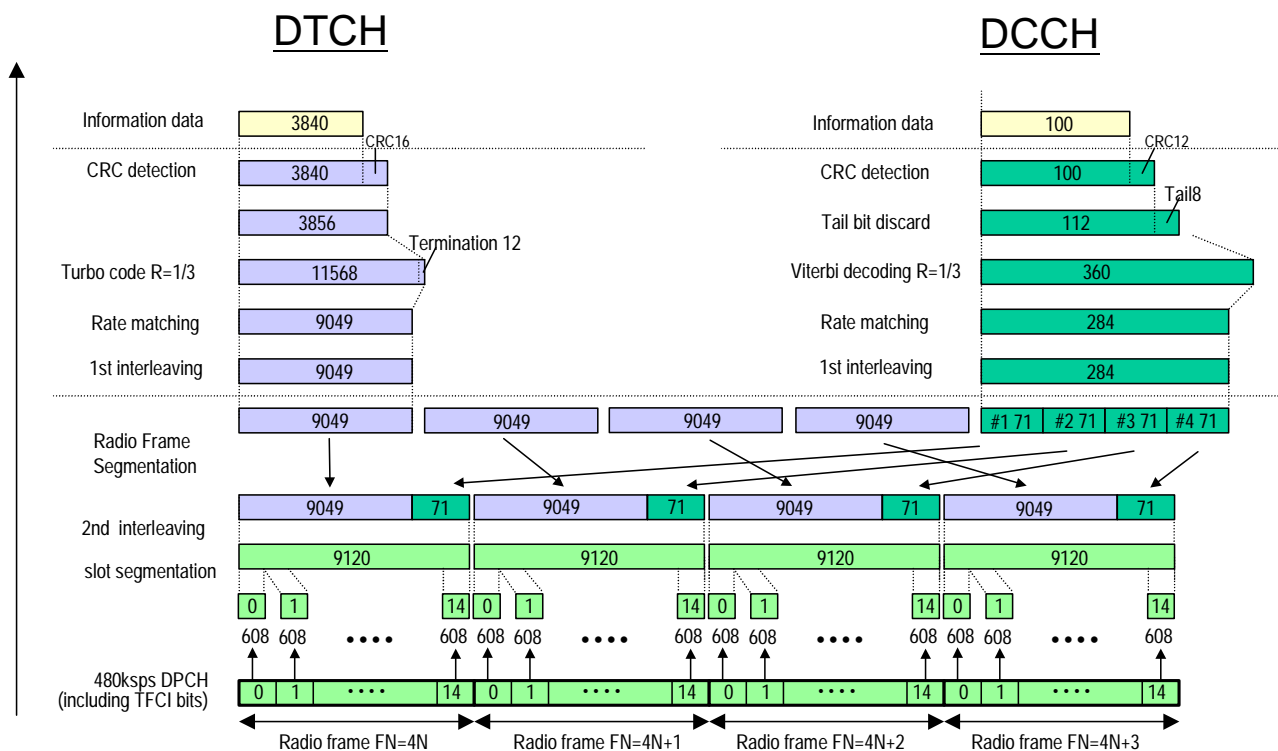 DTCH DCCH
Information data 3840 Information data 100
CRC16 CRC12
CRC detection 3840 CRC detection 100
Tail8
3856 Tail bit discard 112
Termination 12
Turbo code R=1/3 11568 Viterbi decoding R=1/3 360
Rate matching 9049 Rate matching 284
1st interleaving 9049 1st interleaving 284
9049 9049 9049 9049 #1 71 #2 71 #3 71 #4 71
Radio Frame
Segmentation
9049 71 9049 71 9049 71 9049 71
2nd interleaving
9120 9120 9120 9120
slot segmentation
0 1 14 0 1 14 0 1 14 0 1 14
608 608 •••• 608 608 608 •••• 608 608 608 •••• 608 608 608 •••• 608
480ksps DPCH
(including TFCI bits)
0 1 •••• 14 0 1 •••• 14 0 1 •••• 14 0 1 •••• 14
Radio frame FN=4N Radio frame FN=4N+1 Radio frame FN=4N+2 Radio frame FN=4N+3